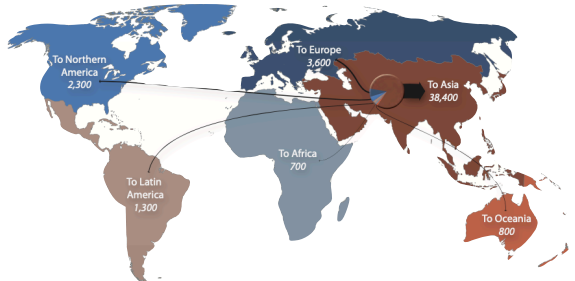 To Northern
America
2,300
To Europe
3,600
To Asia
38,400
To Africa
700
To Latin
America
1,300
To Oceania
800